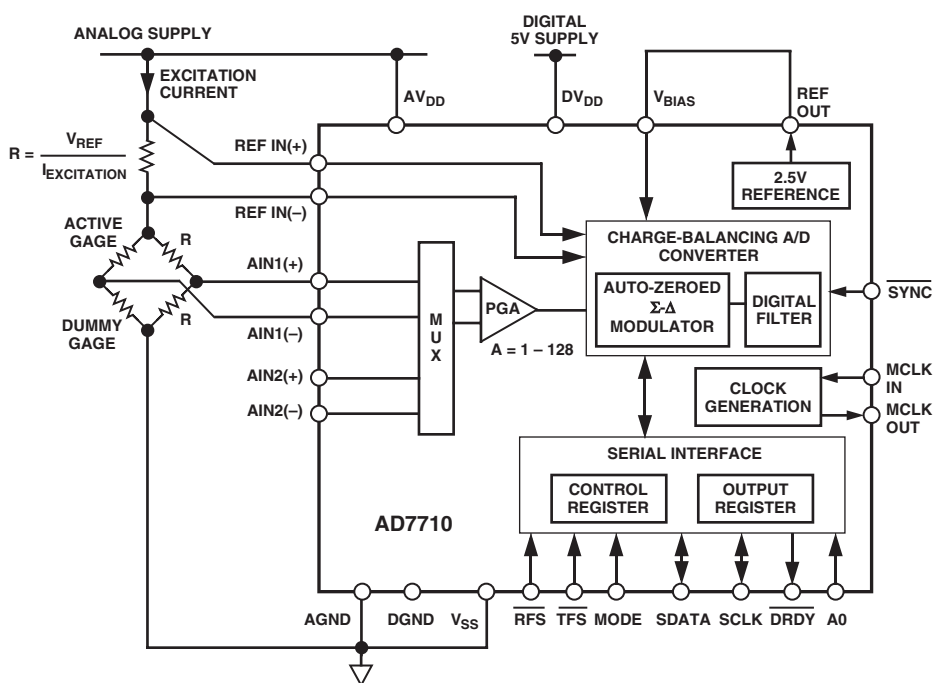 ANALOG SUPPLY
DIGITAL
5V SUPPLY
EXCITATION
CURRENT
AVDD
DVDD
VBIAS
REF
OUT
R = VREF
IEXCITATION
REF IN(+)
REF IN(–)
2.5V
REFERENCE
ACTIVE
GAGE
R
DUMMY
GAGE
R
AIN1(+)
AIN1(–)
AIN2(+)
AIN2(–)
M
U
X
PGA
A = 1 – 128
CHARGE-BALANCING A/D
CONVERTER
AUTO-ZEROED
Σ-Δ
MODULATOR
DIGITAL
FILTER
SYNC
CLOCK
GENERATION
MCLK
IN
MCLK
OUT
SERIAL INTERFACE
CONTROL
REGISTER
OUTPUT
REGISTER
AD7710
AGND
DGND
VSS
RFS
TFS
MODE
SDATA
SCLK
DRDY
A0